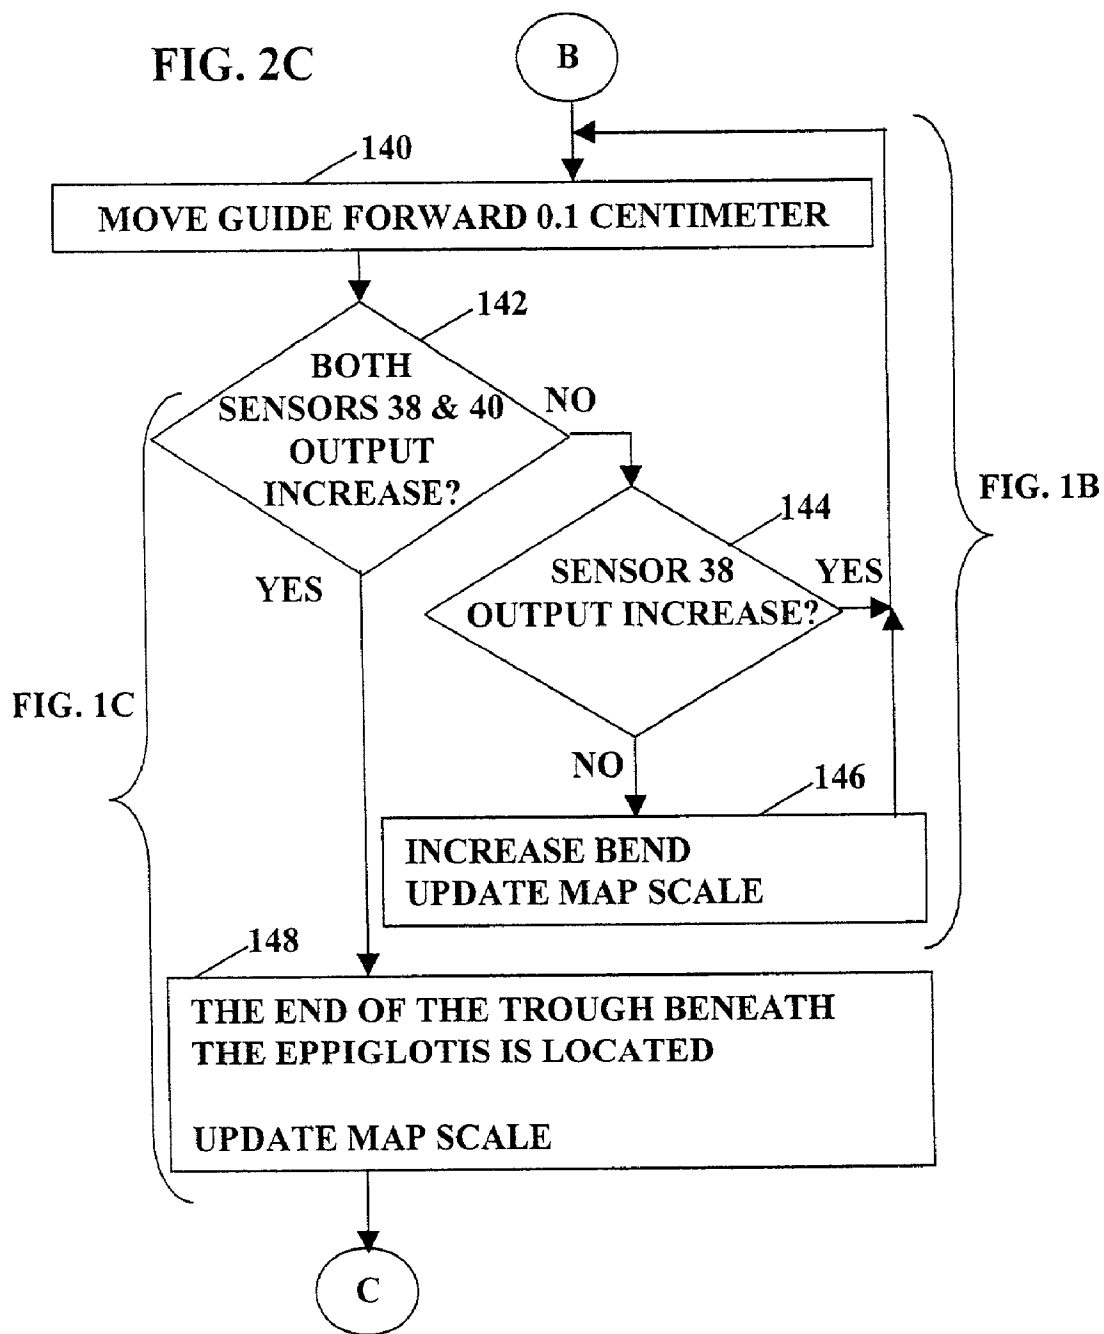 FIG. 2C
B
140
MOVE GUIDE FORWARD 0.1 CENTIMETER
142
BOTH
SENSORS 38 & 40
OUTPUT
INCREASE?
NO
FIG. 1B
144
SENSOR 38
OUTPUT INCREASE?
YES
YES
FIG. 1C
NO
146
INCREASE BEND
UPDATE MAP SCALE
148
THE END OF THE TROUGH BENEATH
THE EPPIGLOTIS IS LOCATED
UPDATE MAP SCALE
C